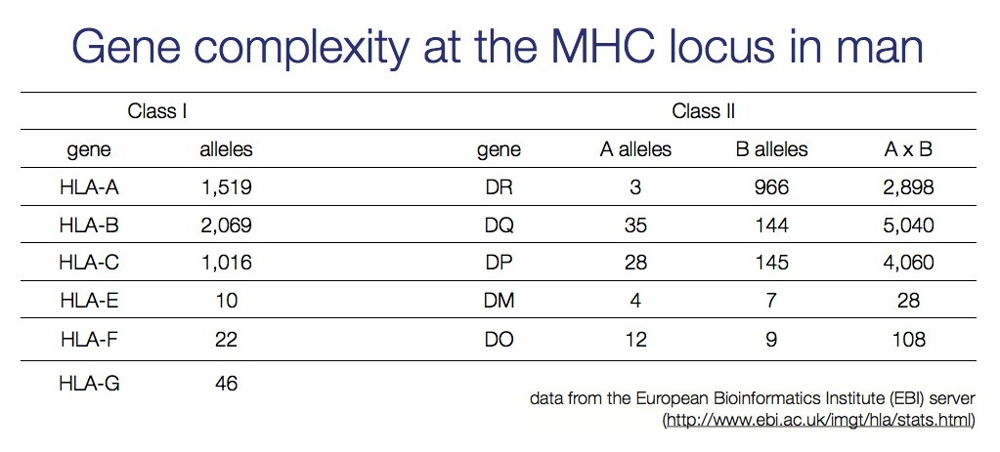 Gene complexity at the MHC locus in man
Class I Class II
gene alleles gene A alleles B alleles A x B
HLA-A 1,519 DR 3 966 2,898
HLA-B 2,069 DQ 35 144 5,040
HLA-C 1,016 DP 28 145 4,060
HLA-E 10 DM 4 7 28
HLA-F 22 DO 12 9 108
HLA-G 46
data from the European Bioinformatics Institute (EBI) server
(http://www.ebi.ac.uk/imgt/hla/stats.html)